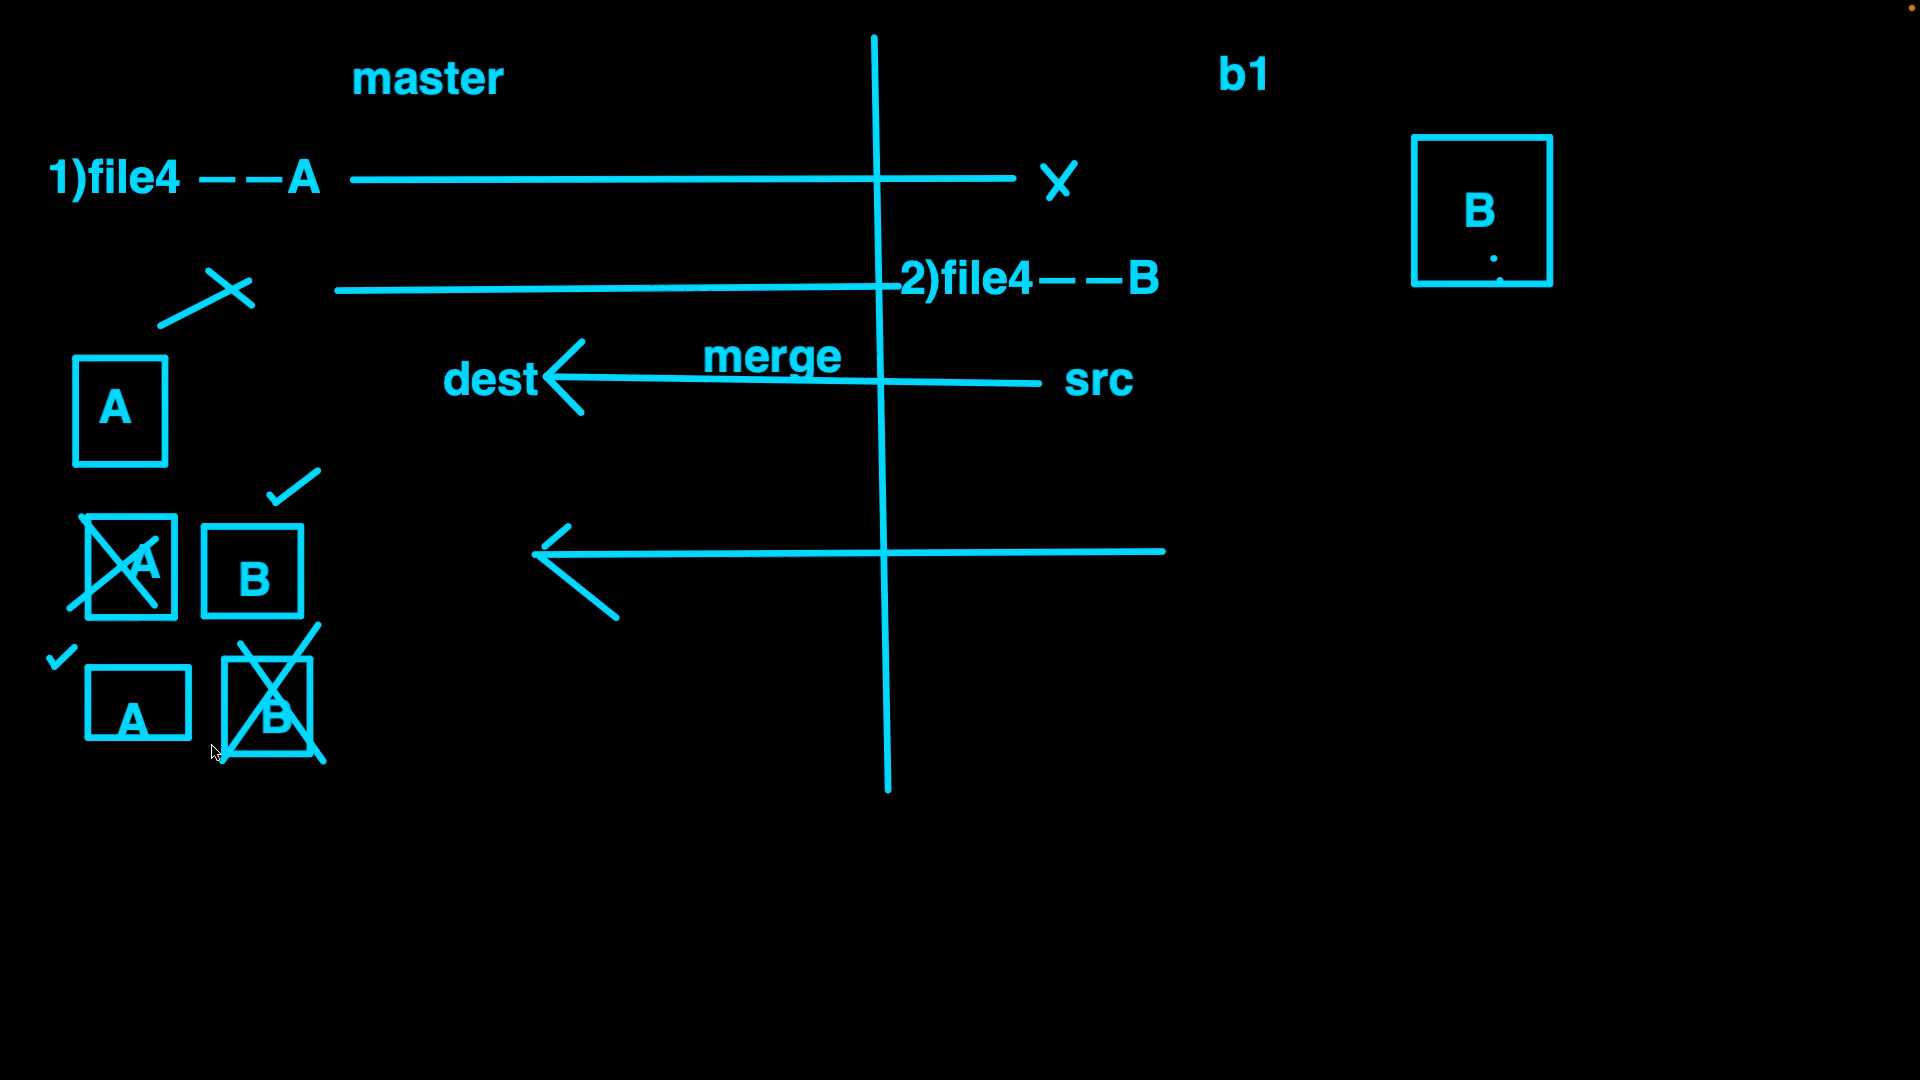 master b1
1)file4 ——A
B
2)file4——B
merge
dest src
A
A B
A B